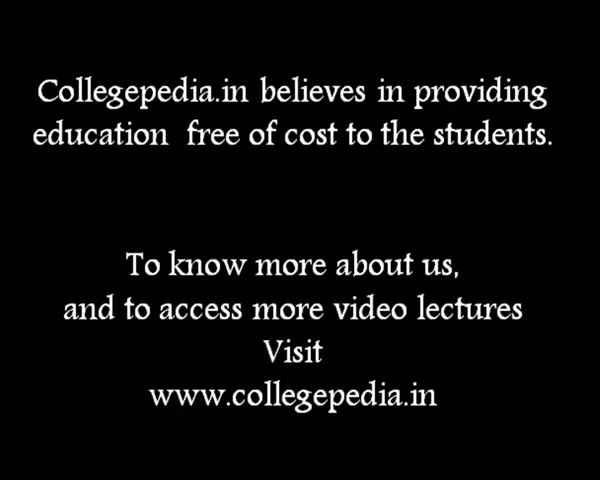 Collegepedia.in believes in providing
education free of cost to the students.
To know more about us,
and to access more video lectures
Visit
www.collegepedia.in